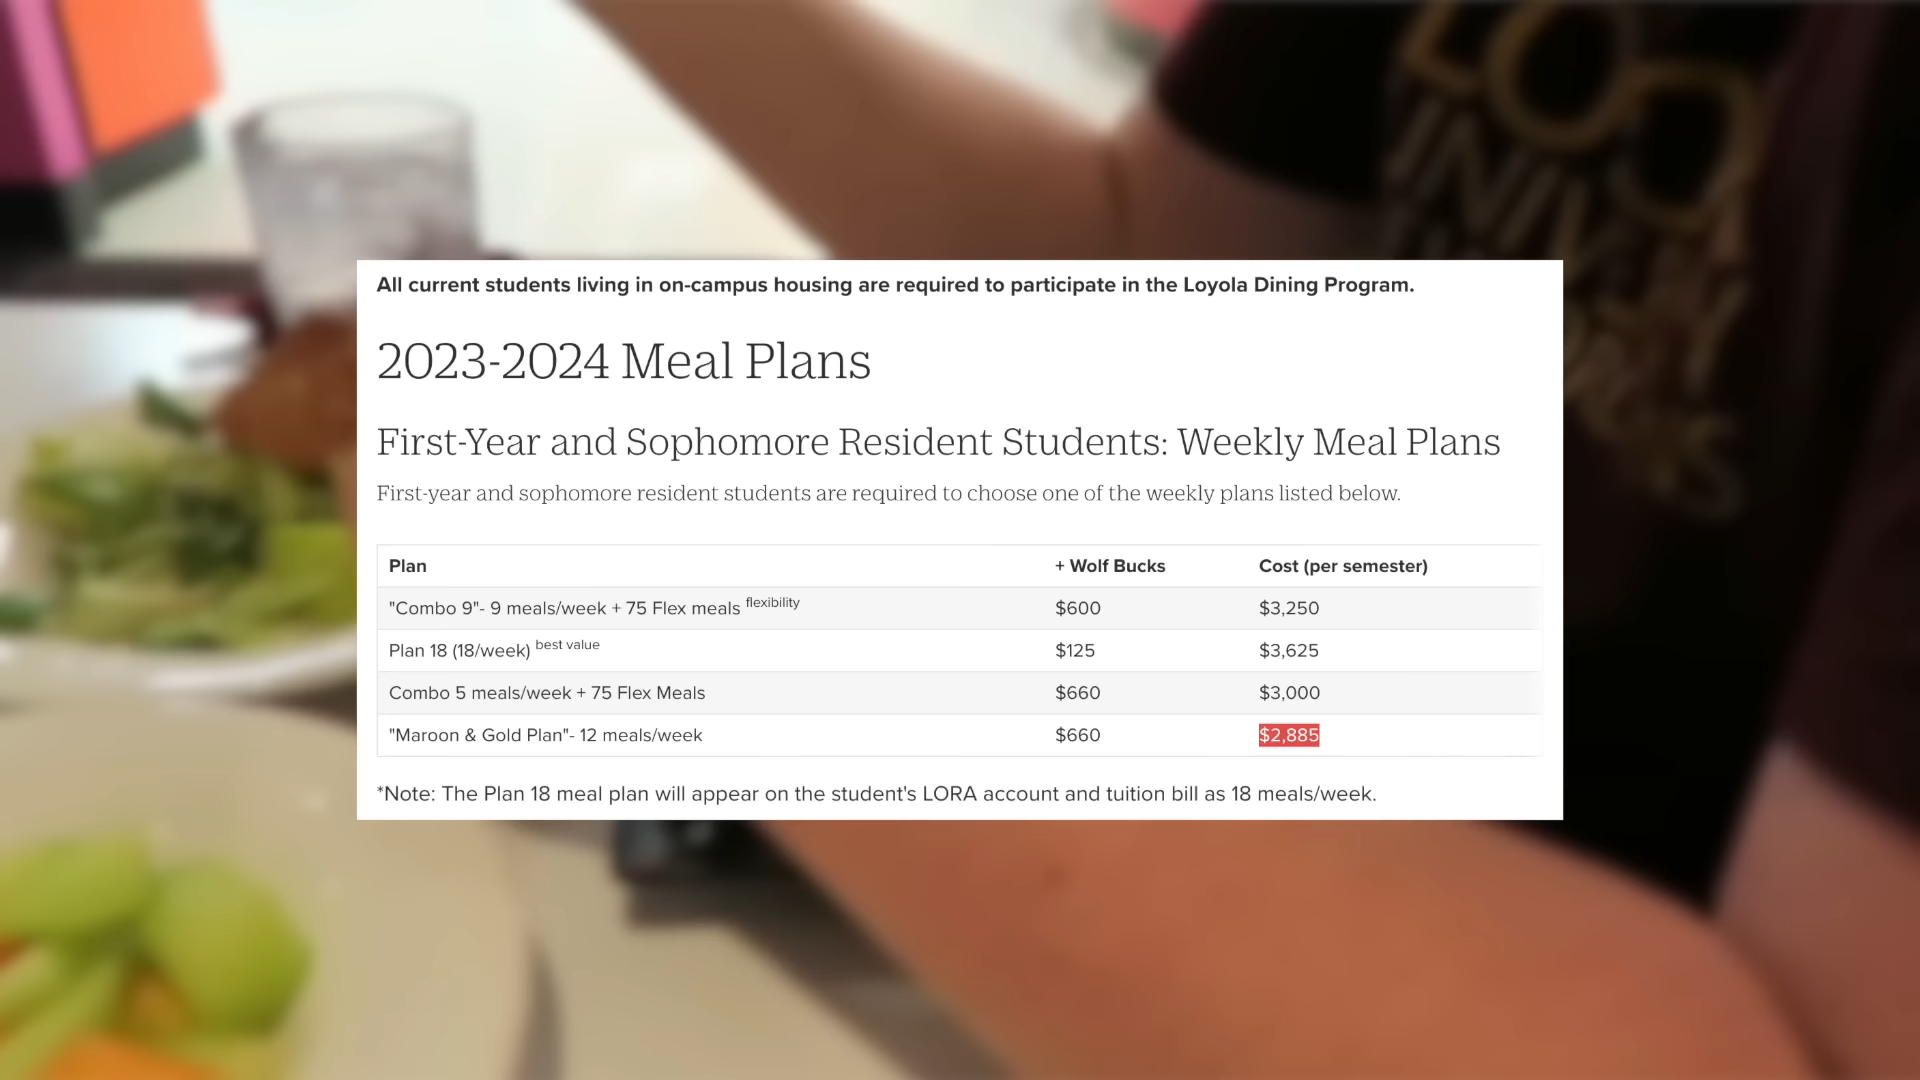 All current students living in on-campus housing are required to participate in the Loyola Dining Program.
2023-2024 Meal Plans
First-Year and Sophomore Resident Students: Weekly Meal Plans
First-year and sophomore resident students are required to choose one of the weekly plans listed below.
Plan + Wolf Bucks Cost (per semester)
"Combo 9"- 9 meals/week + 75 Flex meals flexibility $600 $3,250
Plan 18 (18/week) best value $125 $3,625
Combo 5 meals/week + 75 Flex Meals $660 $3,000
"Maroon & Gold Plan"- 12 meals/week $660 $2,885
*Note: The Plan 18 meal plan will appear on the student's LORA account and tuition bill as 18 meals/week.